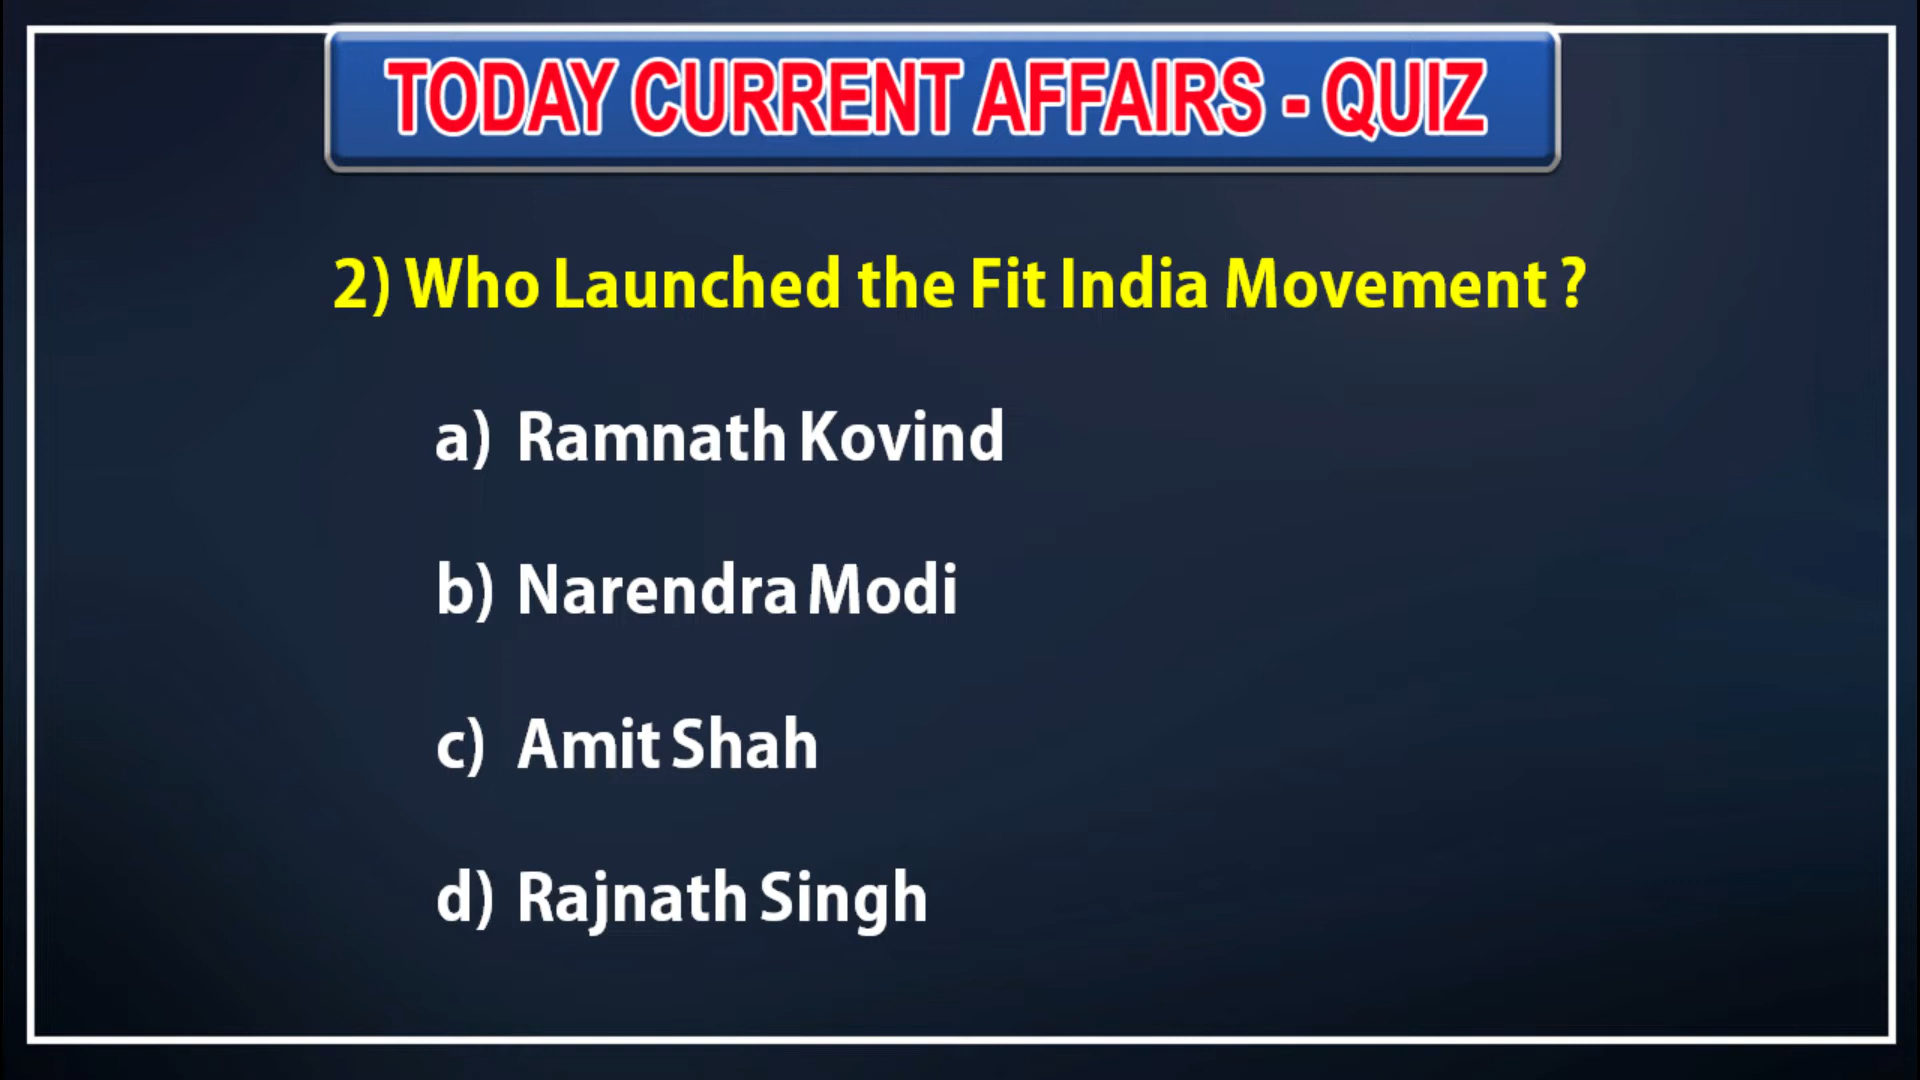 TODAY CURRENT AFFAIRS - QUIZ
2) Who Launched the Fit India Movement ?
a) Ramnath Kovind
b) Narendra Modi
c) Amit Shah
d) Rajnath Singh